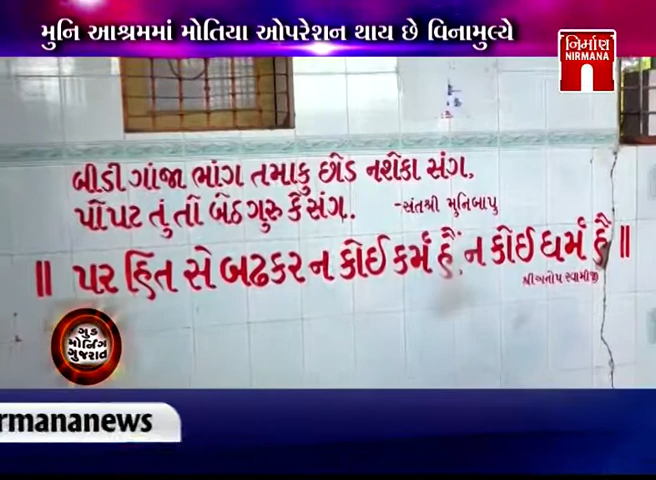 મુનિ આશ્રમમાં મોતિયા ઓપરેશન થાય છે વિનામુલ્યે
નિર્માણ
NIRMANA
બીડી ગાંજા ભાંગ તમાકુ છોડ નશેકા સંગ,
પોપટ તું તો બેઠ ગુરુ કે સંગ.
-સંતશ્રી મુનિબાપુ
॥ પર હિત સે બઢકર ન કોઈ કર્મ હૈં, ન કોઈ ધર્મ હૈ ॥
સ્વામીજી
ગુડ
મોર્નિંગ
ગુજરાત
rmananews